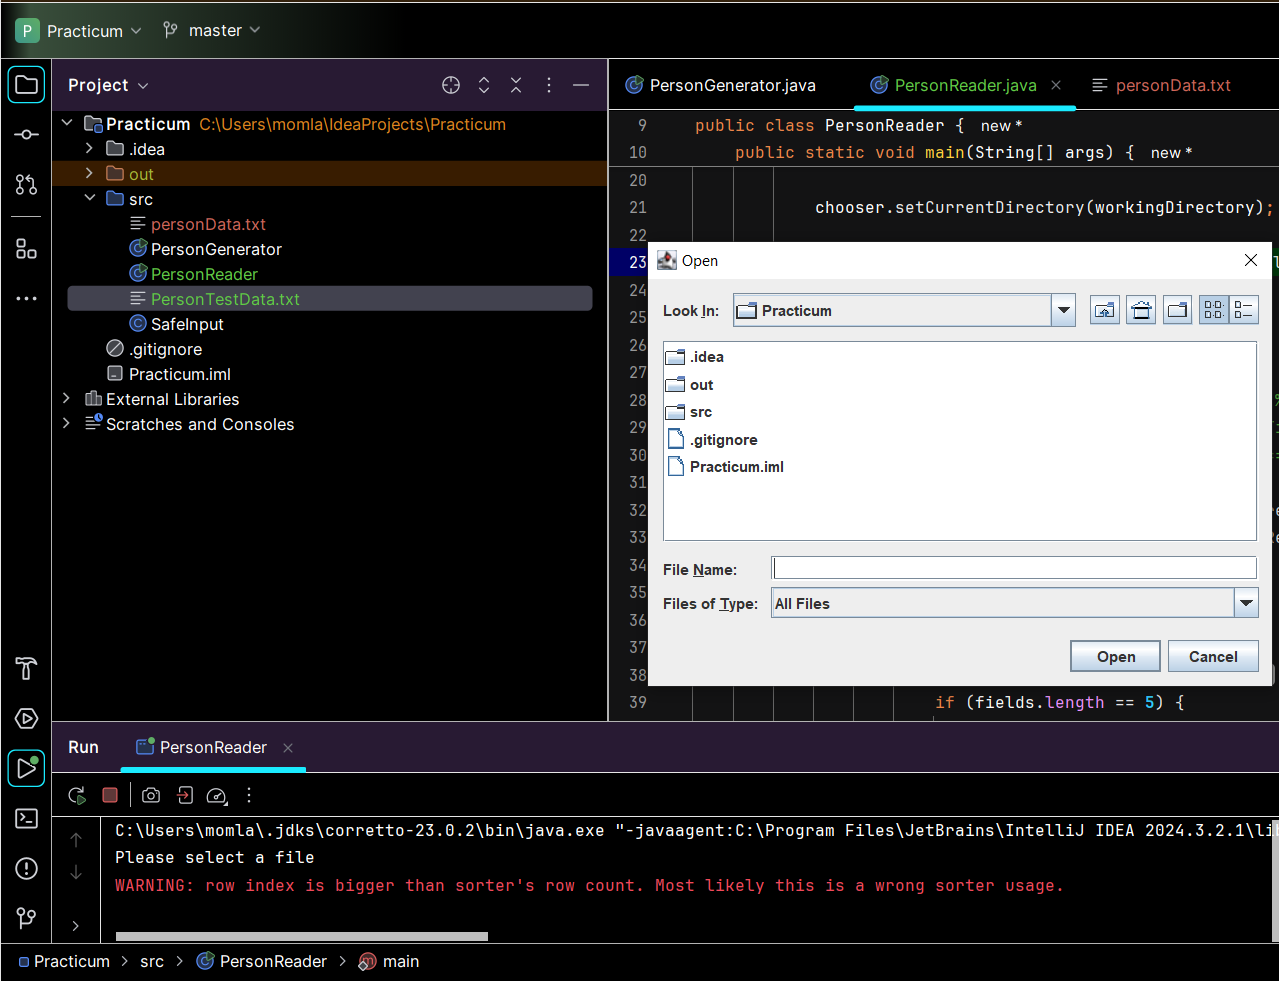 P Practicum master
Project
Practicum C:\Users\momla\IdeaProjects\Practicum
.idea
out
src
personData.txt
PersonGenerator
PersonReader
PersonTestData.txt
SafeInput
.gitignore
Practicum.iml
External Libraries
Scratches and Consoles
PersonGenerator.java PersonReader.java personData.txt
9 public class PersonReader { new *
10 public static void main(String[] args) { new *
20
21 chooser.setCurrentDirectory(workingDirectory);
22
23
24
25
26
27
28
29
30
31
32
33
34
35
36
37
38
39 if (fields.length == 5) {
Open
Look In: Practicum
.idea
out
src
.gitignore
Practicum.iml
File Name:
Files of Type: All Files
Open Cancel
Run PersonReader
C:\Users\momla\.jdks\corretto-23.0.2\bin\java.exe "-javaagent:C:\Program Files\JetBrains\IntelliJ IDEA 2024.3.2.1\lib
Please select a file
WARNING: row index is bigger than sorter's row count. Most likely this is a wrong sorter usage.
Practicum > src > PersonReader > main